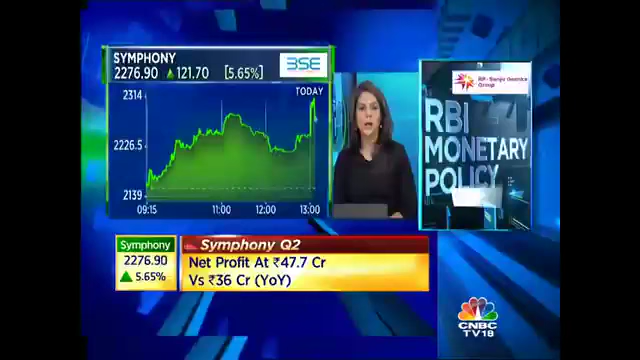 SYMPHONY
2276.90 ▲ 121.70 [5.65%]
BSE
TODAY
2314
2226.5
2139
09:15 11:00 12:00 13:00
RP-Sanjiv Goenka
Group
RBI
MONETARY
POLICY
Symphony
2276.90
▲ 5.65%
Symphony Q2
Net Profit At ₹47.7 Cr
Vs ₹36 Cr (YoY)
CNBC
TV18